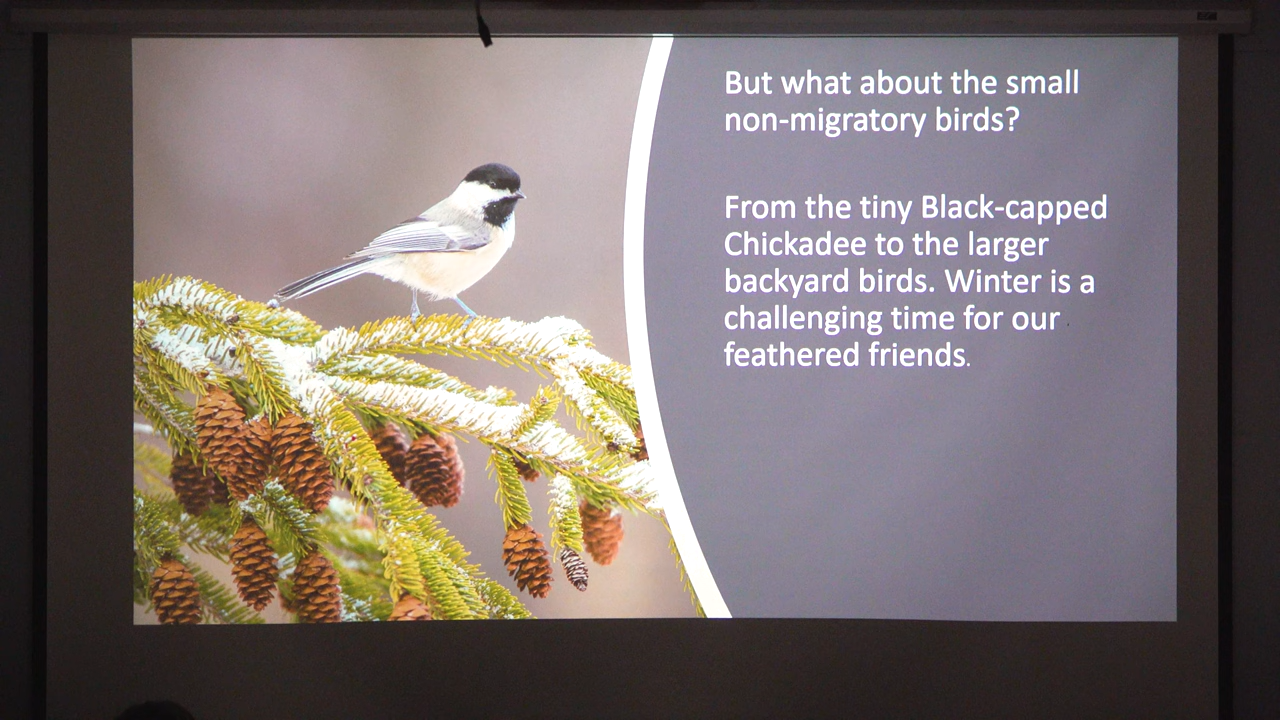 But what about the small
non-migratory birds?
From the tiny Black-capped
Chickadee to the larger
backyard birds. Winter is a
challenging time for our
feathered friends.